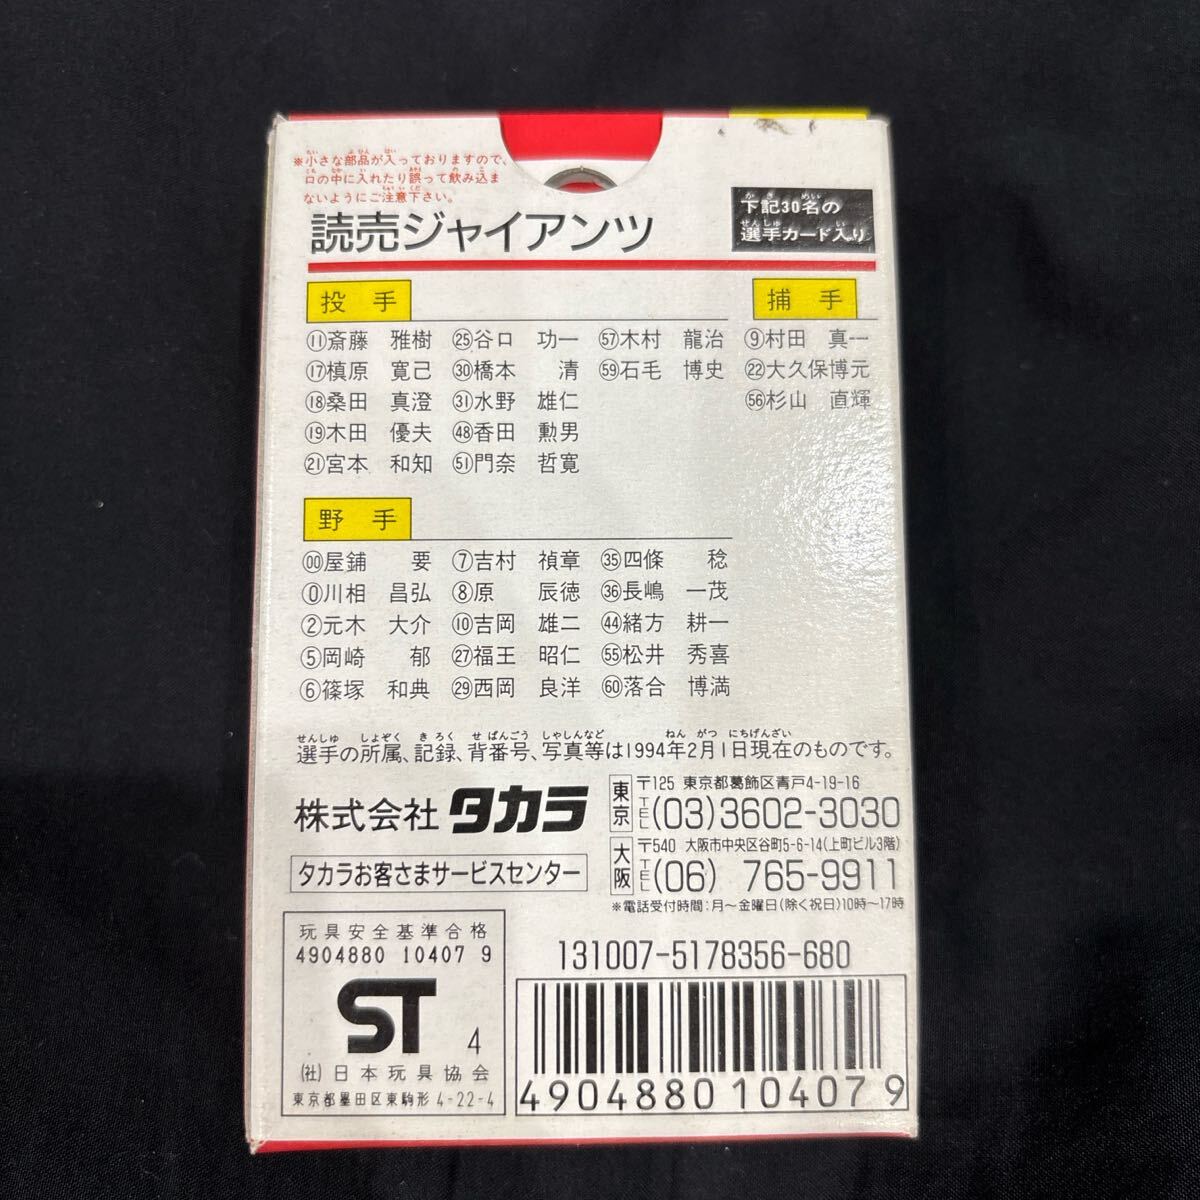 ※小さな部品が入っておりますので、
口の中に入れたり誤って飲み込ま
ないようにご注意下さい。
読売ジャイアンツ
下記30名の
選手カード入り
投手
⑪斎藤 雅樹
⑰槙原 寛己
⑱桑田 真澄
⑲木田 優夫
㉑宮本 和知
㉕谷口 功一
㉚橋本 清
㉛水野 雄仁
㊽香田 勲男
51門奈 哲寛
57木村 龍治
59石毛 博史
捕手
⑨村田 真一
㉒大久保博元
56杉山 直輝
野手
00屋鋪 要
⓪川相 昌弘
②元木 大介
⑤岡崎 郁
⑥篠塚 和典
⑦吉村 禎章
⑧原 辰徳
⑩吉岡 雄二
㉗福王 昭仁
㉙西岡 良洋
㉟四條 稔
㊱長嶋 一茂
㊹緒方 耕一
55松井 秀喜
60落合 博満
選手の所属、記録、背番号、写真等は1994年2月1日現在のものです。
株式会社 タカラ
タカラお客さまサービスセンター
東京 〒125 東京都葛飾区青戸4-19-16
TEL(03)3602-3030
大阪 〒540 大阪市中央区谷町5-6-14(上町ビル3階)
TEL(06) 765-9911
※電話受付時間:月〜金曜日(除く祝日)10時〜17時
玩具安全基準合格
4904880 10407 9
ST 4
(社)日本玩具協会
東京都墨田区東駒形4-22-4
131007-5178356-680
4904880104079